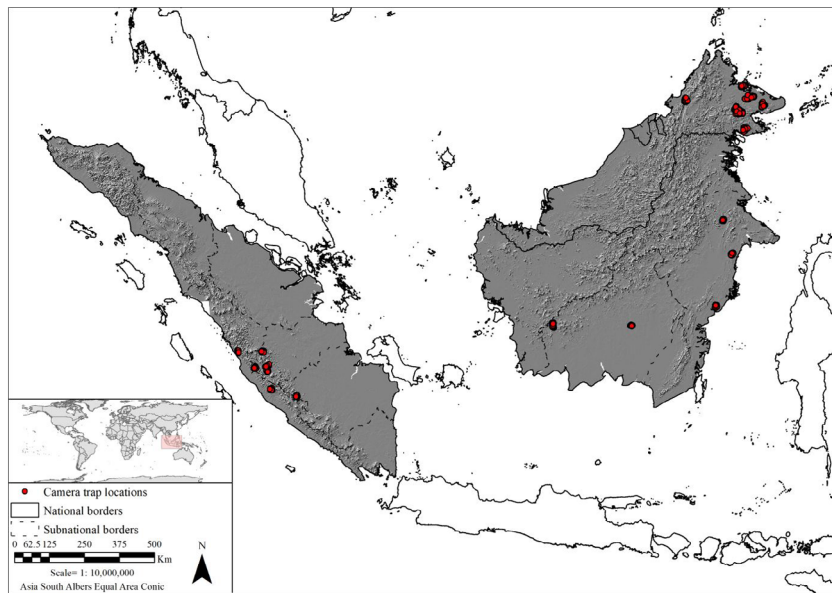 Camera trap locations
National borders
Subnational borders
0 62.5 125 250 375 500
Km
N
Scale= 1: 10,000,000
Asia South Albers Equal Area Conic